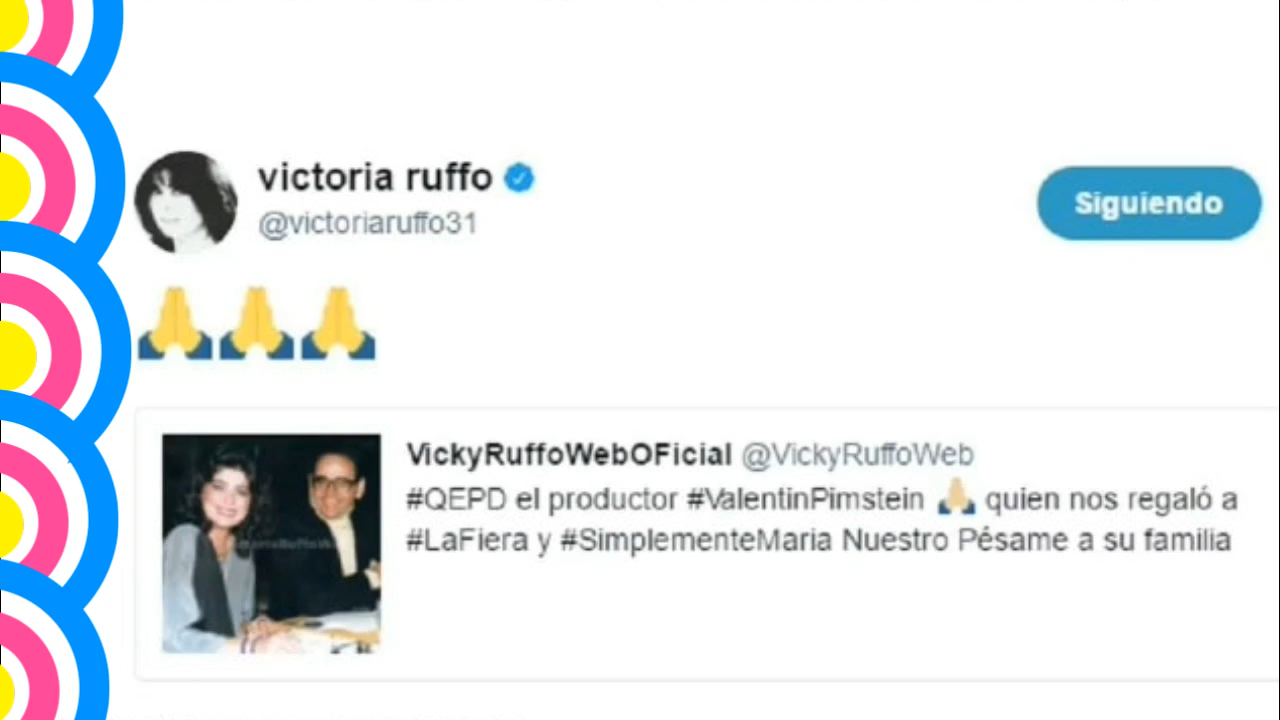 victoria ruffo
@victoriaruffo31
Siguiendo
🙏🙏🙏
VickyRuffoWebOFicial @VickyRuffoWeb
#QEPD el productor #ValentinPimstein 🙏 quien nos regaló a
#LaFiera y #SimplementeMaria Nuestro Pésame a su familia